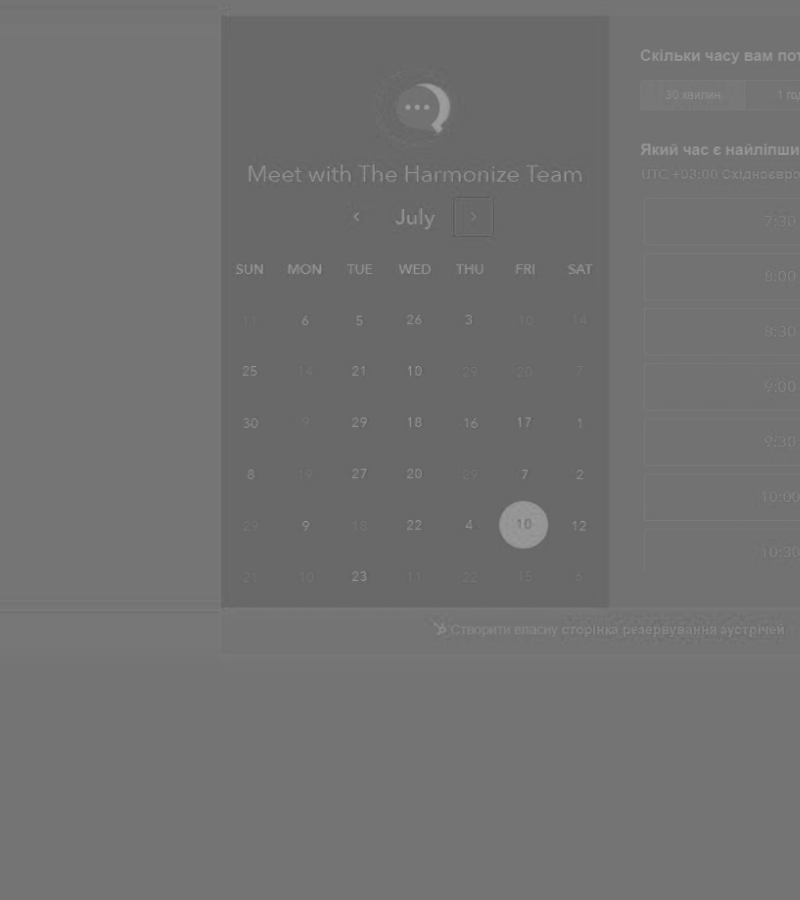 Скільки часу вам пот
30 хвилин
1 год
Meet with The Harmonize Team
Який час є найліпши
UTC +03:00 Східноєвро
‹ July ›
SUN MON TUE WED THU FRI SAT
11 6 5 26 3 10 14
25 14 21 10 29 20 7
30 9 29 18 16 17 1
8 19 27 20 29 7 2
29 9 18 22 4 10 12
21 10 23 11 22 15 6
7:30
8:00
8:30
9:00
9:30
10:00
10:30
Створити власну сторінка резервування зустрічей